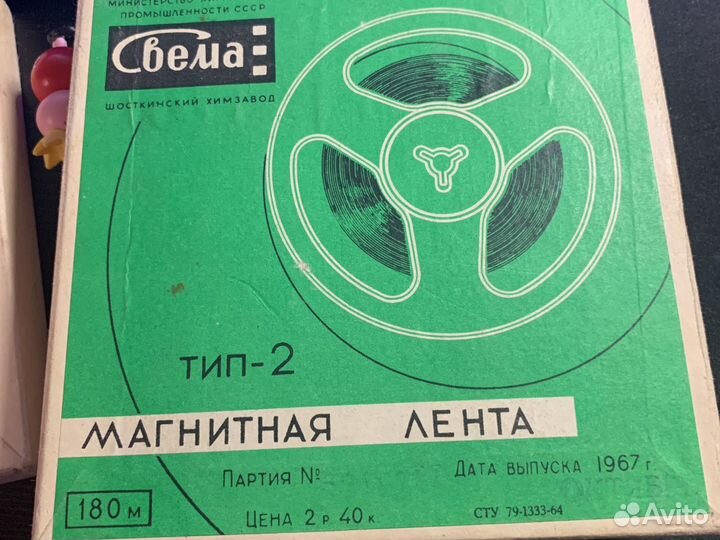 МИНИСТЕРСТВО
ПРОМЫШЛЕННОСТИ СССР
Свема
ШОСТКИНСКИЙ ХИМЗАВОД
ТИП-2
МАГНИТНАЯ ЛЕНТА
ПАРТИЯ №
ДАТА ВЫПУСКА 1967 г.
180 м
ЦЕНА 2 р. 40 к.
СТУ 79-1333-64
Avito